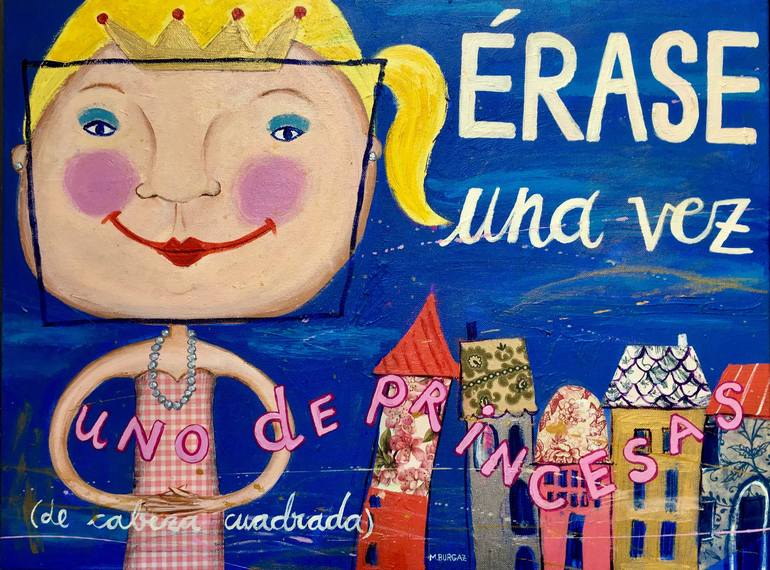 ÉRASE
una vez
UNO de PRINCESAS
(de cabeza cuadrada)
M.BURGAZ